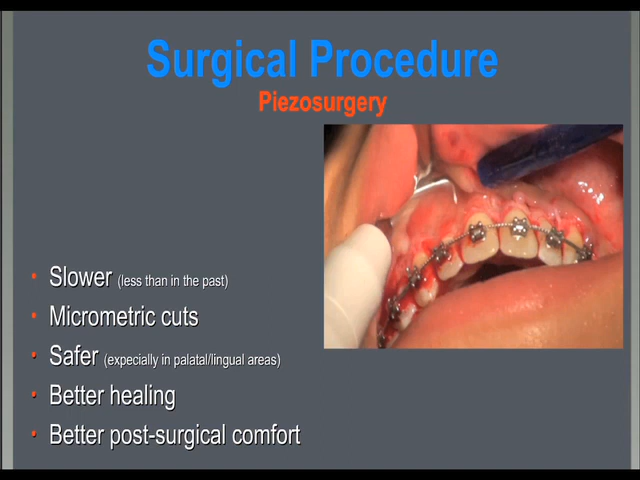 Surgical Procedure
Piezosurgery
• Slower (less than in the past)
• Micrometric cuts
• Safer (expecially in palatal/lingual areas)
• Better healing
• Better post-surgical comfort